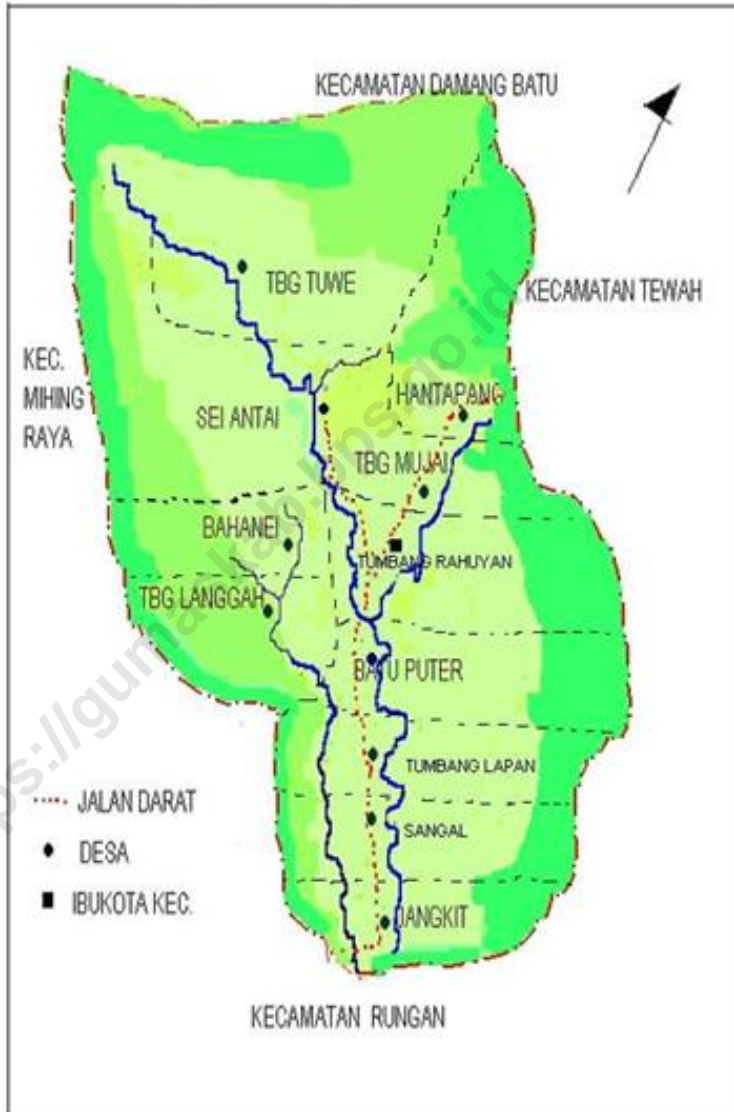 KECAMATAN DAMANG BATU
TBG TUWE
KECAMATAN TEWAH
KEC.
MIHING
RAYA
HANTAPANG
SEI ANTAI
TBG MUJAI
BAHANEI
TUMBANG RAHUYAN
TBG LANGGAH
BATU PUTER
TUMBANG LAPAN
JALAN DARAT
SANGAL
DESA
IBUKOTA KEC.
JANGKIT
KECAMATAN RUNGAN